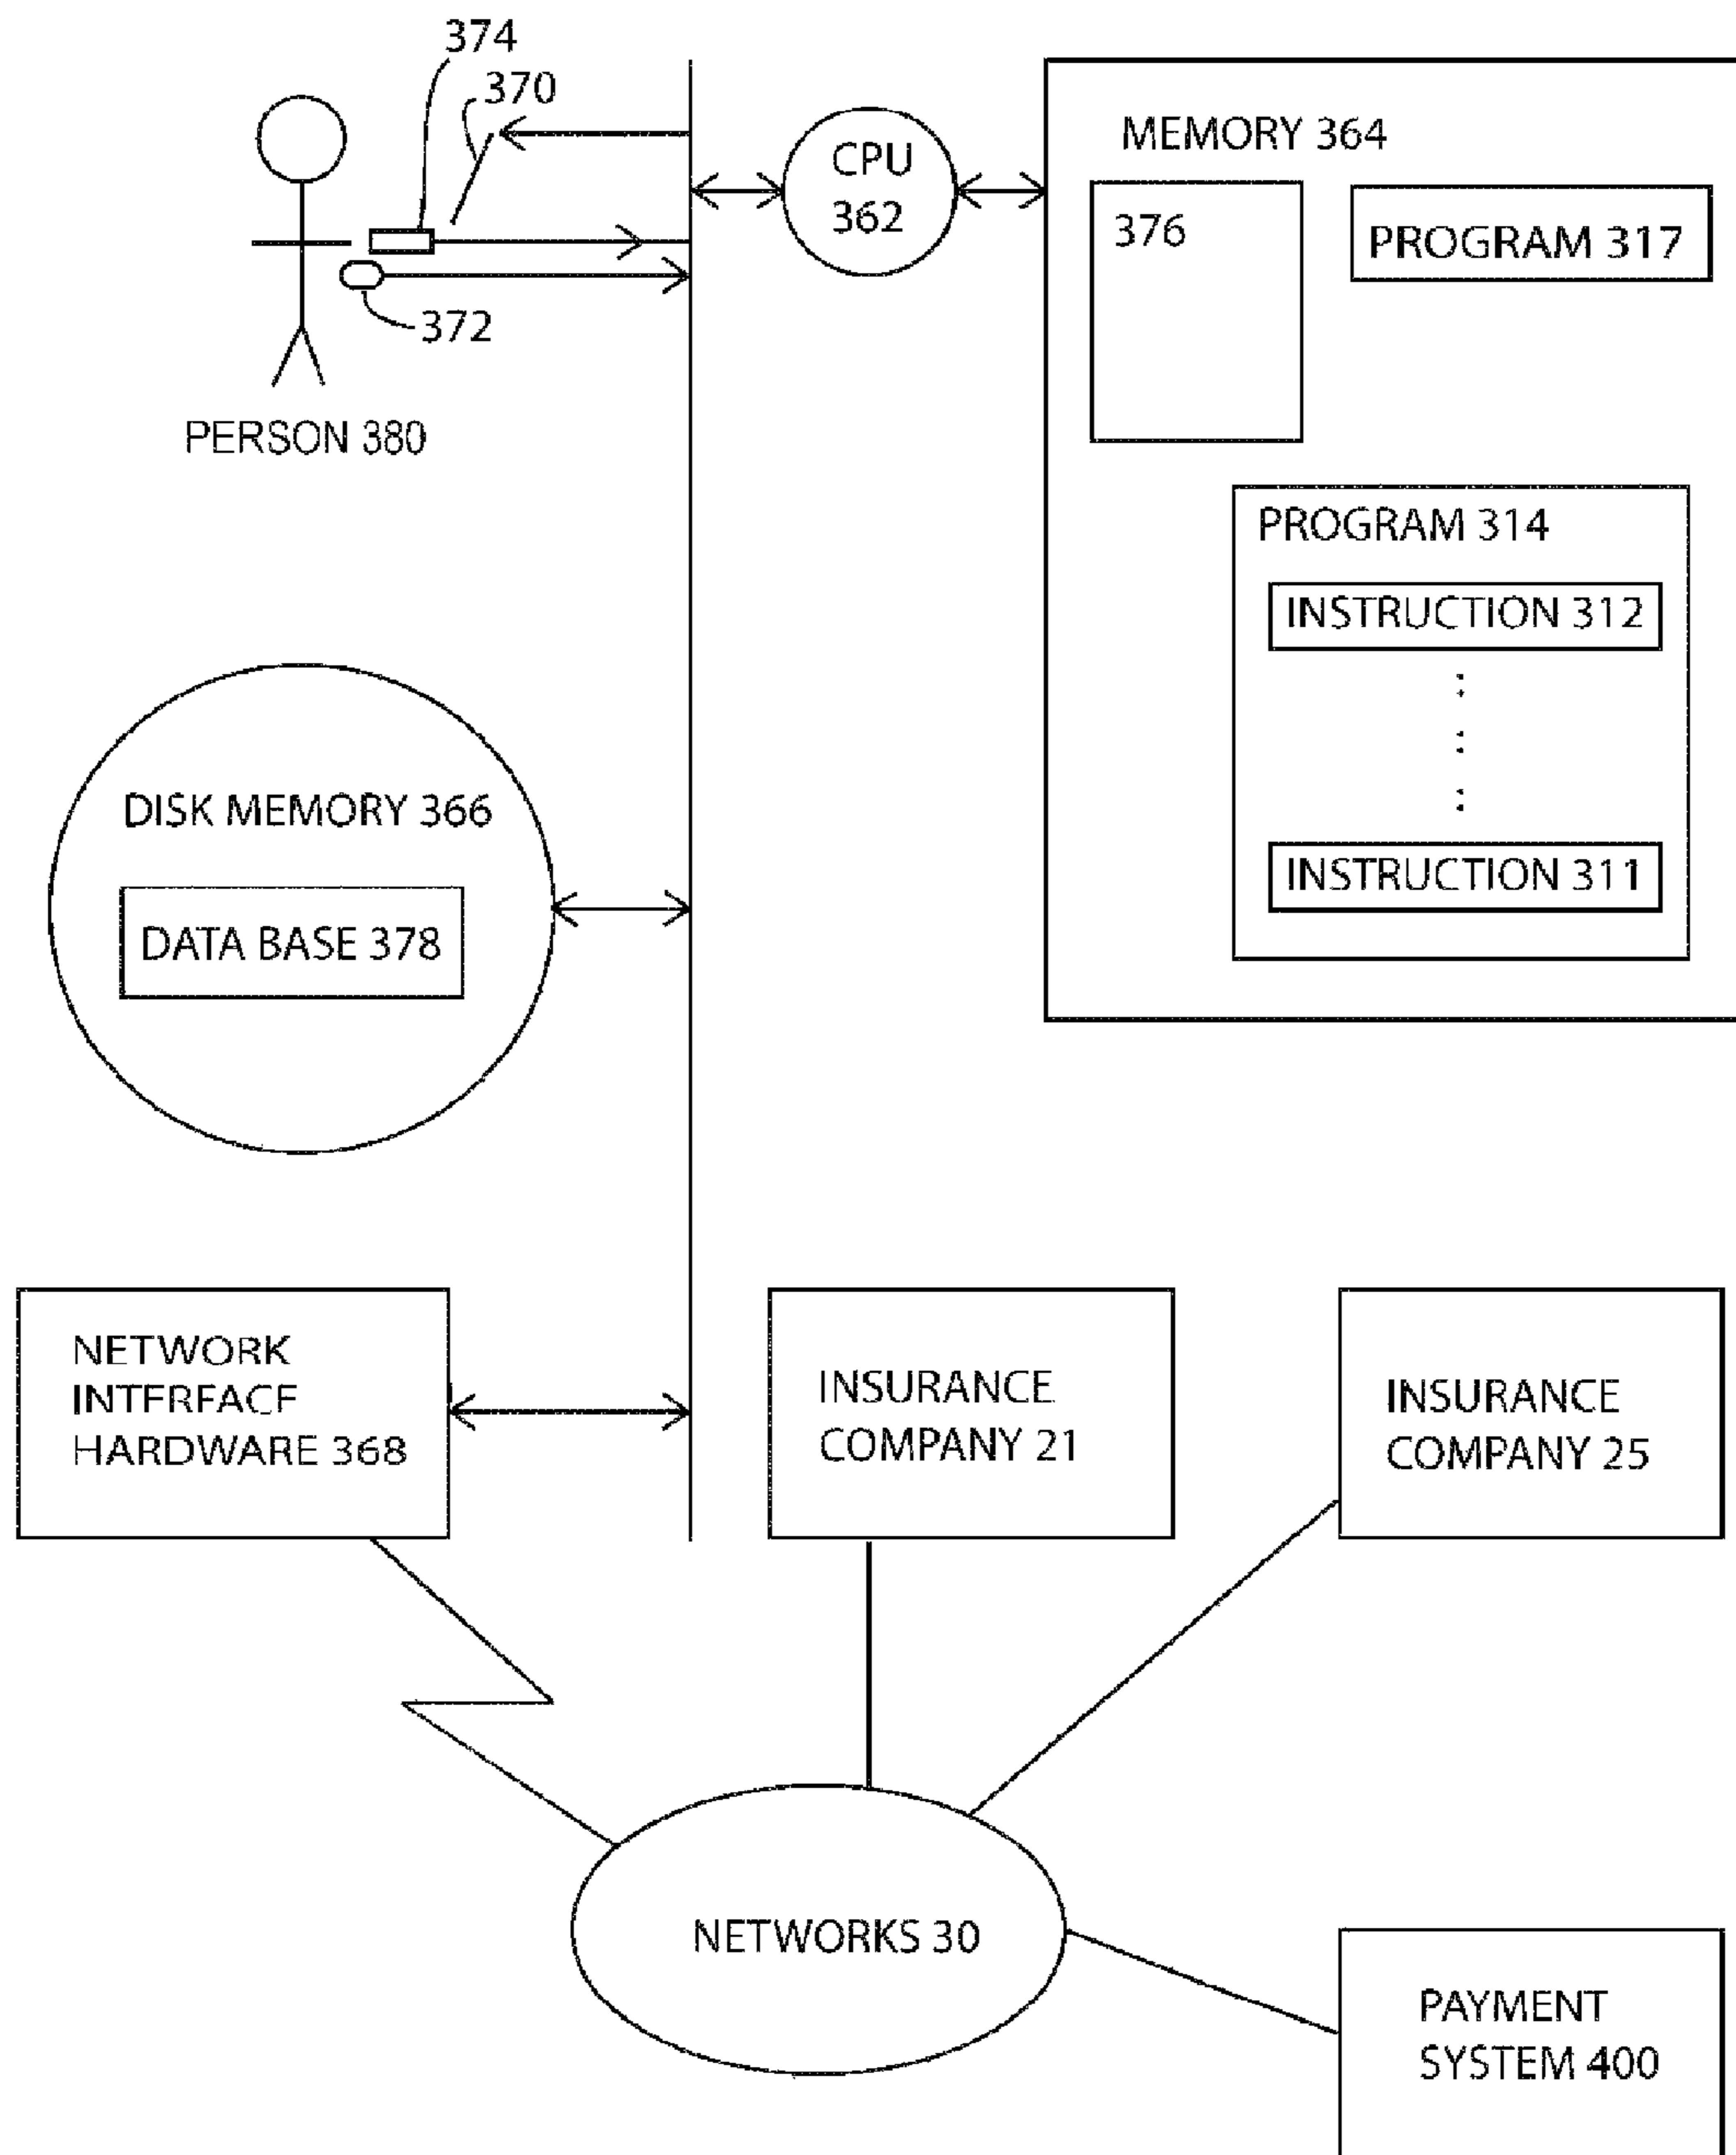 374
370
372
PERSON 380
CPU
362
MEMORY 364
376
PROGRAM 317
PROGRAM 314
INSTRUCTION 312
INSTRUCTION 311
DISK MEMORY 366
DATA BASE 378
NETWORK
INTERFACE
HARDWARE 368
INSURANCE
COMPANY 21
INSURANCE
COMPANY 25
NETWORKS 30
PAYMENT
SYSTEM 400